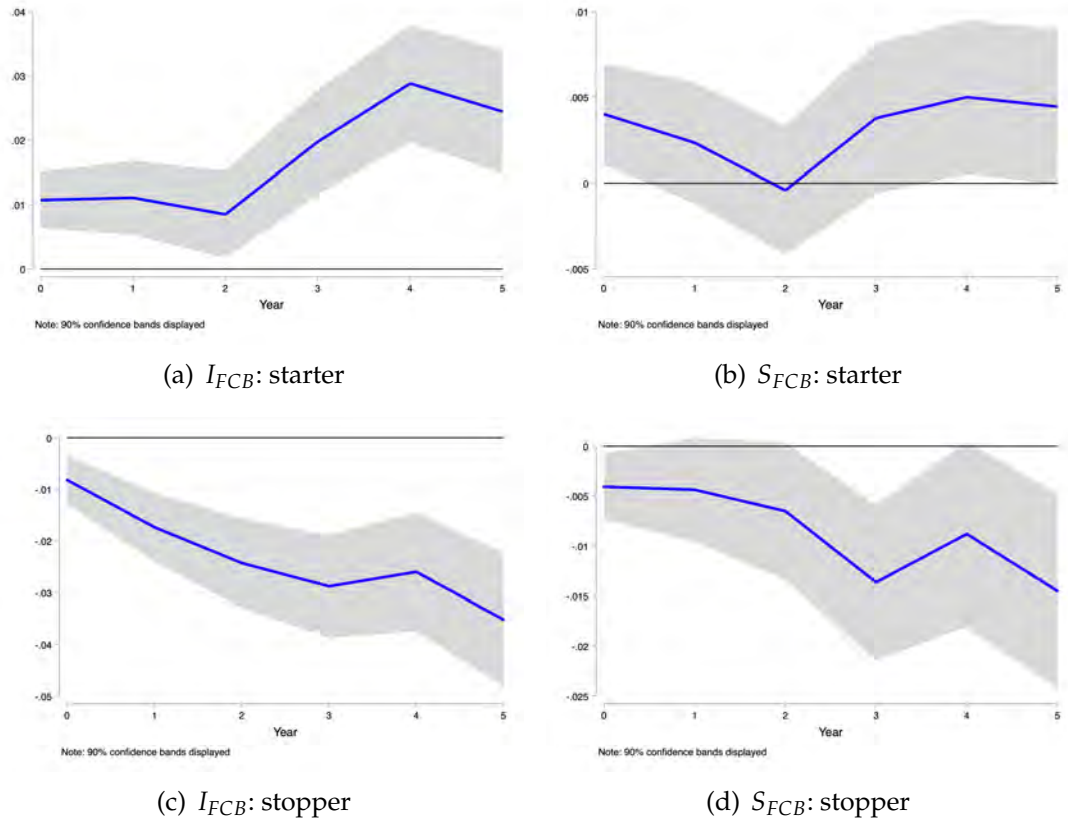 .04
.03
.02
.01
0
0 1 2 3 4 5
Year
Note: 90% confidence bands displayed
(a) I_FCB: starter
.01
.005
0
-.005
0 1 2 3 4 5
Year
Note: 90% confidence bands displayed
(b) S_FCB: starter
0
-.01
-.02
-.03
-.04
-.05
0 1 2 3 4 5
Year
Note: 90% confidence bands displayed
(c) I_FCB: stopper
0
-.005
-.01
-.015
-.02
-.025
0 1 2 3 4 5
Year
Note: 90% confidence bands displayed
(d) S_FCB: stopper